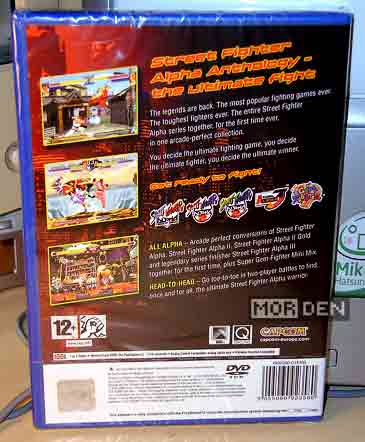 Street Fighter
Alpha Anthology -
the ultimate fight
The legends are back. The most popular fighting games ever.
The toughest fighters ever. The entire Street Fighter
Alpha series together for the first time ever,
in one arcade-perfect collection.
You decide the ultimate fighting game, you decide
the ultimate fighter, you decide the ultimate winner.
Get ready to fight!
ALL ALPHA – Arcade perfect conversions of Street Fighter
Alpha, Street Fighter Alpha II, Street Fighter Alpha II Gold
and legendary series finisher Street Fighter Alpha III
together for the first time, plus Super Gem Fighter Mini Mix.
HEAD-TO-HEAD – Go toe-to-toe in two-player battles to find,
once and for all, the ultimate Street Fighter Alpha warrior.
MORDEN
12+
CAPCOM
capcom-europe.com
DVD
Mik
Hatsun